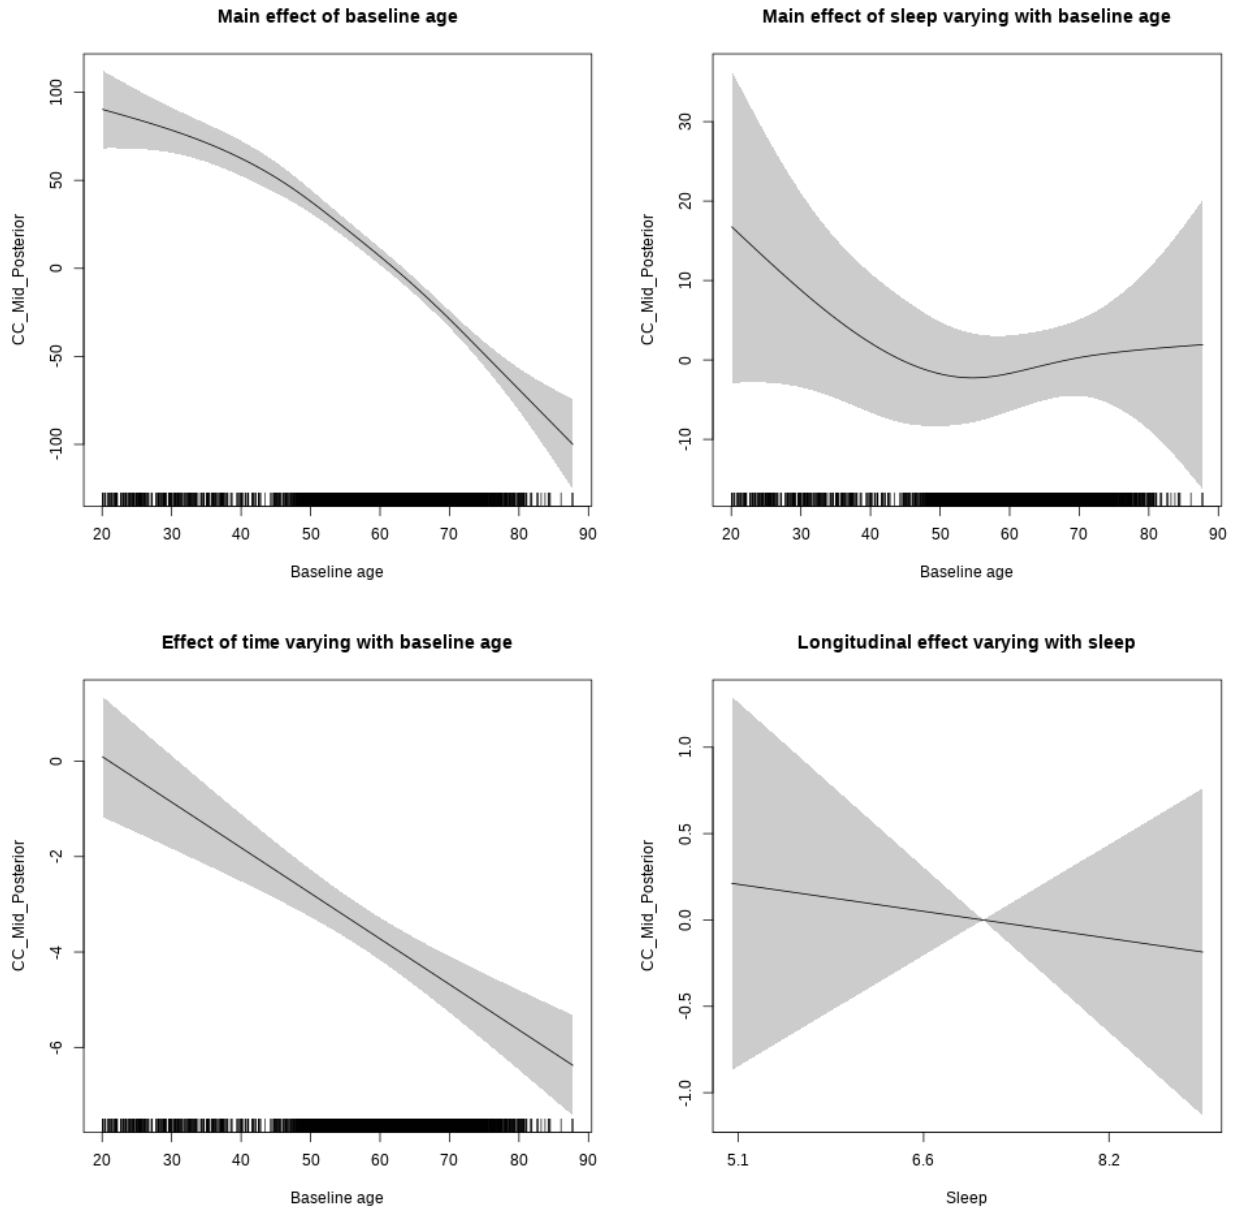 Main effect of baseline age
CC_Mid_Posterior
100
50
0
-50
-100
20 30 40 50 60 70 80 90
Baseline age
Main effect of sleep varying with baseline age
CC_Mid_Posterior
30
20
10
0
-10
20 30 40 50 60 70 80 90
Baseline age
Effect of time varying with baseline age
CC_Mid_Posterior
0
-2
-4
-6
20 30 40 50 60 70 80 90
Baseline age
Longitudinal effect varying with sleep
CC_Mid_Posterior
1.0
0.5
0.0
-0.5
-1.0
5.1 6.6 8.2
Sleep